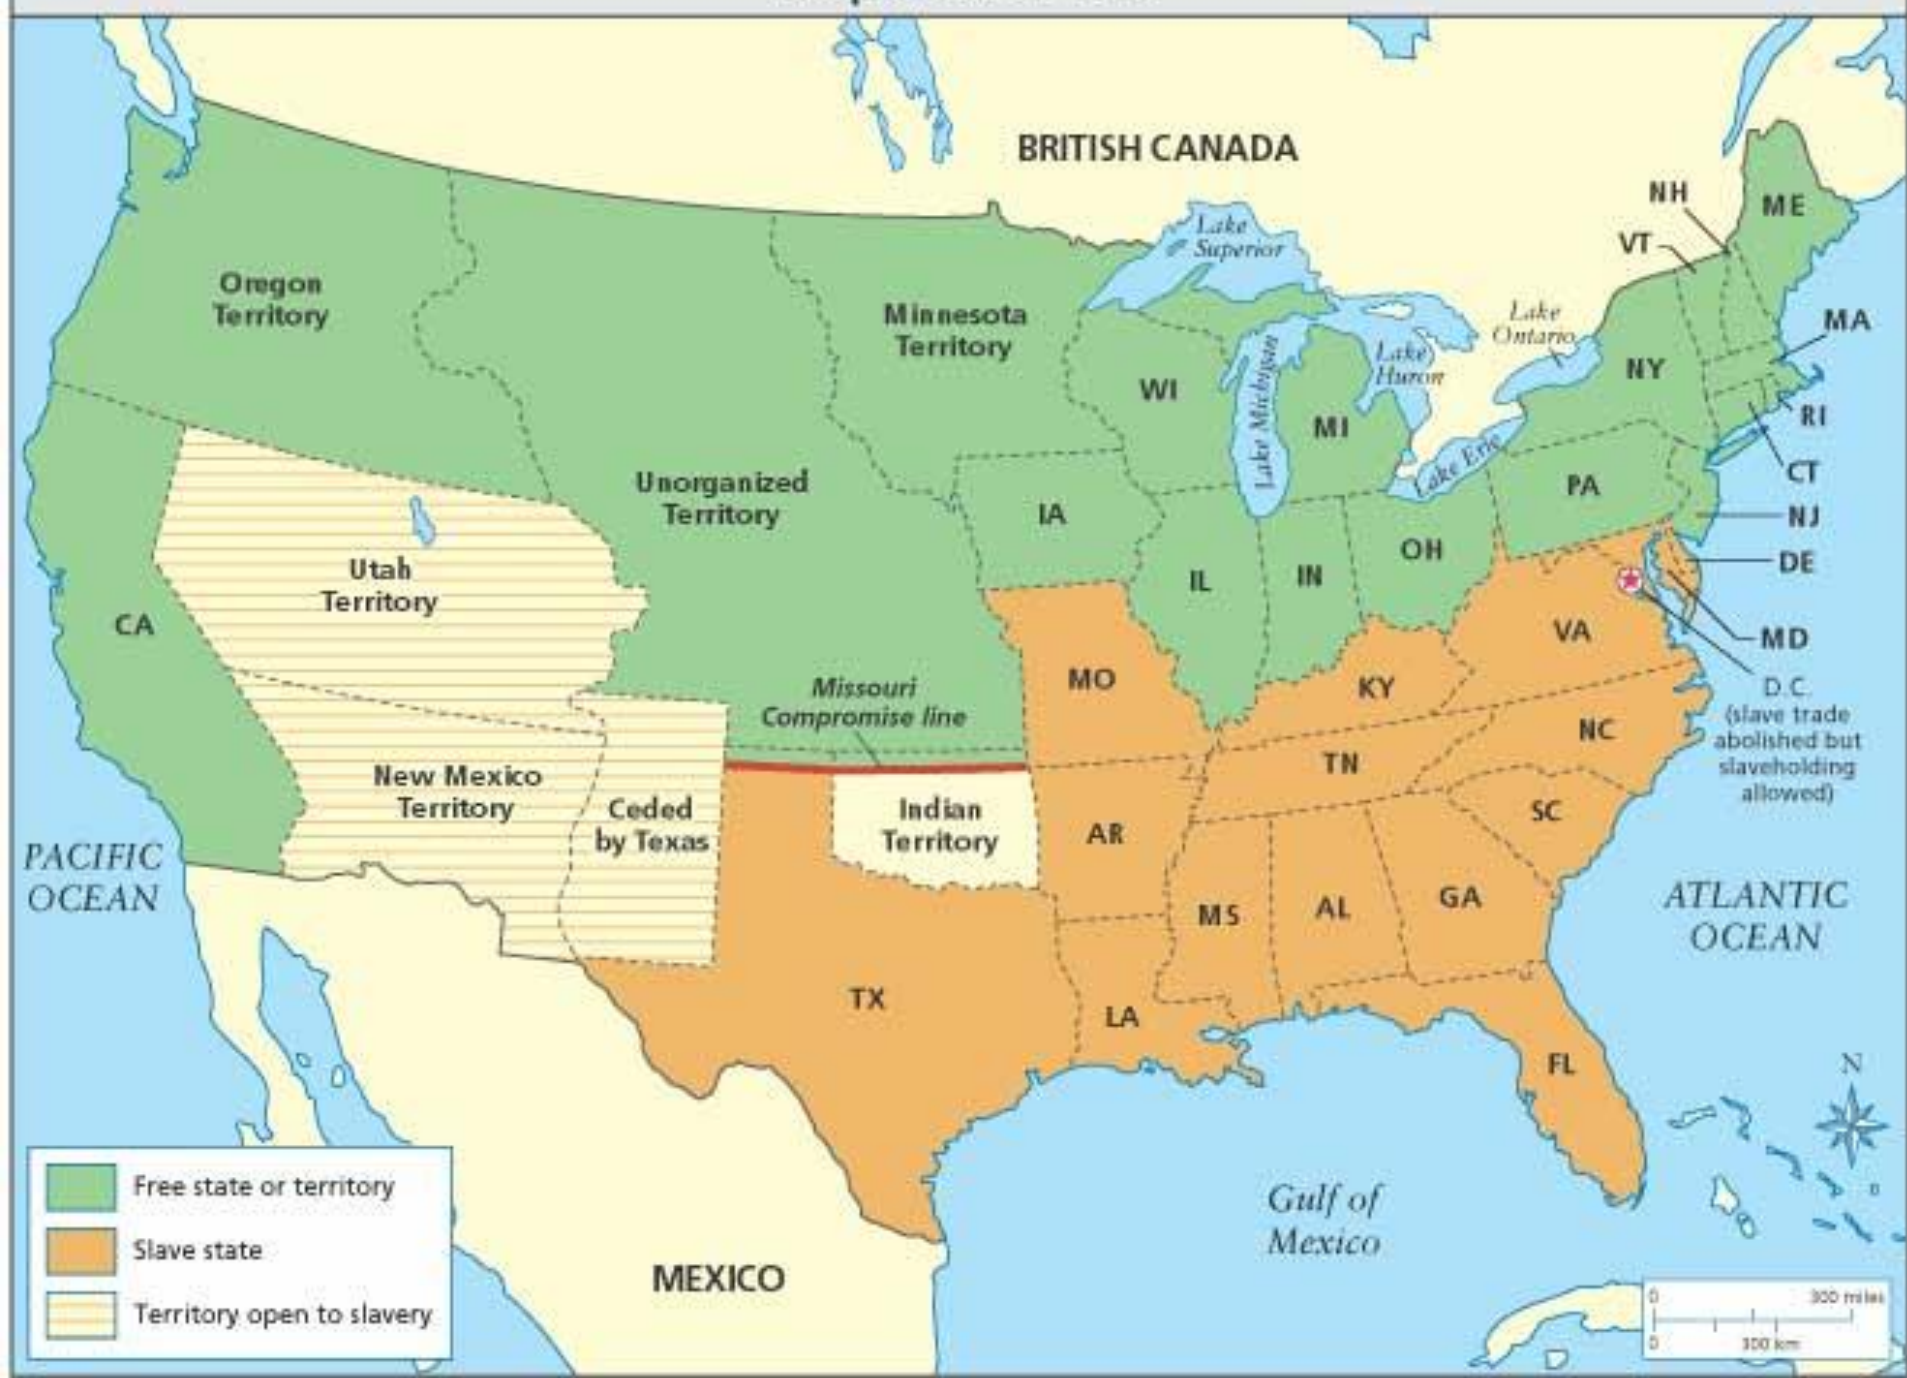 BRITISH CANADA
NH
ME
VT
Lake
Superior
Oregon
Territory
Minnesota
Territory
Lake
Ontario
MA
Lake
Huron
Lake Michigan
WI
MI
NY
RI
Lake Erie
CT
Unorganized
Territory
IA
PA
NJ
OH
DE
Utah
Territory
IL
IN
CA
VA
MD
MO
KY
Missouri
Compromise line
D.C.
(slave trade
abolished but
slaveholding
allowed)
NC
TN
New Mexico
Territory
Ceded
by Texas
Indian
Territory
AR
SC
PACIFIC
OCEAN
MS
AL
GA
ATLANTIC
OCEAN
TX
LA
FL
N
Free state or territory
Slave state
Territory open to slavery
MEXICO
Gulf of
Mexico
0 300 miles
0 300 km